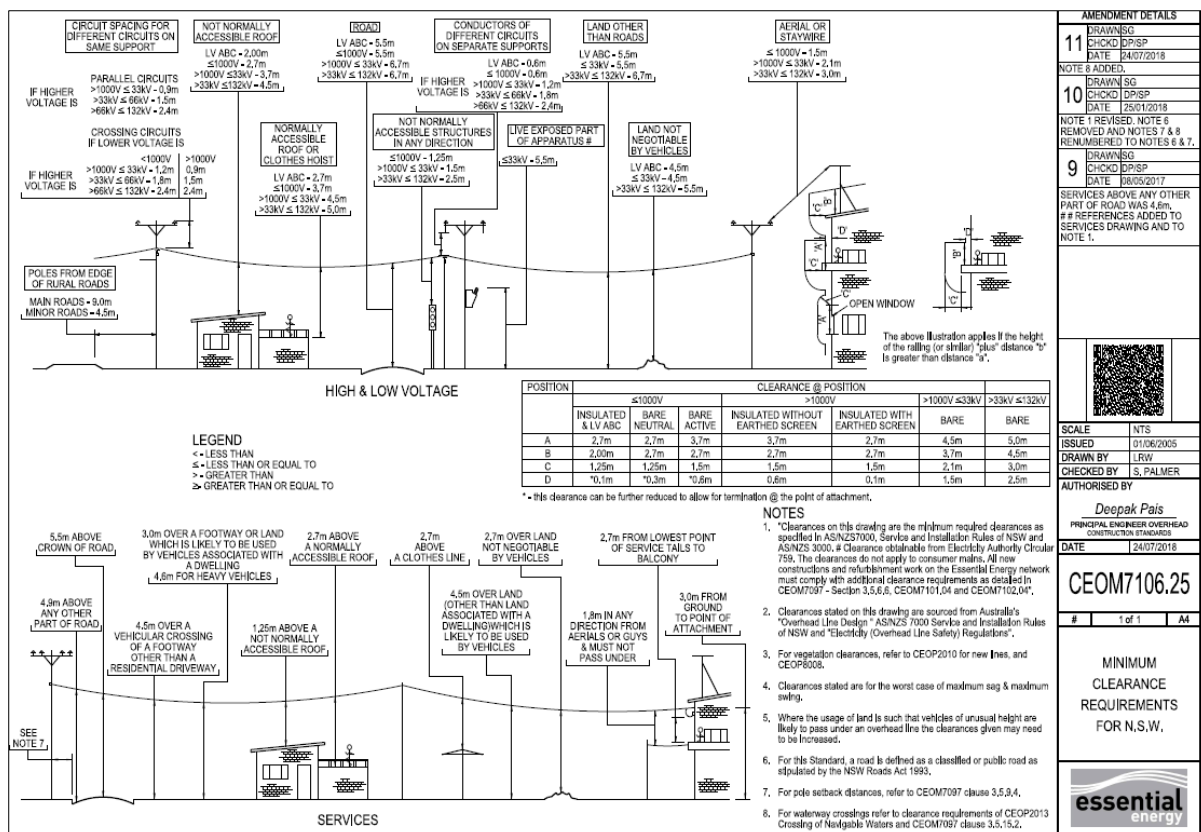 CIRCUIT SPACING FOR
DIFFERENT CIRCUITS ON
SAME SUPPORT
PARALLEL CIRCUITS
IF HIGHER
VOLTAGE IS
>1000V ≤ 33kV - 0,9m
>33kV ≤ 66kV - 1.5m
>66kV ≤ 132kV - 2.4m
CROSSING CIRCUITS
IF LOWER VOLTAGE IS
<1000V >1000V
IF HIGHER
VOLTAGE IS
>1000V ≤ 33kV - 1,2m 0,9m
>33kV ≤ 66kV - 1,8m 1,5m
>66kV ≤ 132kV - 2.4m 2.4m
NOT NORMALLY
ACCESSIBLE ROOF
LV ABC - 2,00m
≤1000V - 2,7m
>1000V ≤ 33kV - 3,7m
>33kV ≤ 132kV - 4.5m
ROAD
LV ABC - 5.5m
≤1000V - 5.5m
>1000V ≤ 33kV - 6,7m
>33kV ≤ 132kV - 6.7m
CONDUCTORS OF
DIFFERENT CIRCUITS
ON SEPARATE SUPPORTS
LV ABC - 0.6m
≤ 1000V - 0.6m
IF HIGHER
VOLTAGE IS
>1000V ≤ 33kV - 1,2m
>33kV ≤ 66kV - 1,8m
>66kV ≤ 132kV - 2,4m
LAND OTHER
THAN ROADS
LV ABC - 5,5m
≤ 33kV - 5,5m
>33kV ≤ 132kV - 6,7m
AERIAL OR
STAYWIRE
≤ 1000V - 1,5m
>1000V ≤ 33kV - 2,1m
>33kV ≤ 132kV - 3,0m
NORMALLY
ACCESSIBLE
ROOF OR
CLOTHES HOIST
LV ABC - 2.7m
≤1000V - 3,7m
>1000V ≤ 33kV - 4,5m
>33kV ≤ 132kV - 5,0m
NOT NORMALLY
ACCESSIBLE STRUCTURES
IN ANY DIRECTION
≤1000V - 1,25m
>1000V ≤ 33kV - 1.5m
>33kV ≤ 132kV - 2.5m
LIVE EXPOSED PART
OF APPARATUS #
≤33kV - 5,5m
LAND NOT
NEGOTIABLE
BY VEHICLES
LV ABC - 4,5m
≤ 33kV - 4,5m
>33kV ≤ 132kV - 5.5m
POLES FROM EDGE
OF RURAL ROADS
MAIN ROADS - 9.0m
MINOR ROADS - 4,5m
HIGH & LOW VOLTAGE
'C' 'B'
'D'
'A'
'C'
'A'
OPEN WINDOW
'D'
'B'
'C'
The above illustration applies if the height
of the railing (or similar) "plus" distance "b"
is greater than distance "a".
LEGEND
< - LESS THAN
≤ - LESS THAN OR EQUAL TO
> - GREATER THAN
≥ - GREATER THAN OR EQUAL TO
POSITION CLEARANCE @ POSITION
≤1000V >1000V >1000V ≤33kV >33kV ≤132kV
INSULATED & LV ABC BARE NEUTRAL BARE ACTIVE INSULATED WITHOUT EARTHED SCREEN INSULATED WITH EARTHED SCREEN BARE BARE
A 2,7m 2.7m 3.7m 3.7m 2.7m 4,5m 5.0m
B 2,00m 2.7m 2.7m 2.7m 2.7m 3.7m 4.5m
C 1,25m 1,25m 1,5m 1,5m 1,5m 2.1m 3.0m
D *0,1m *0,3m *0,6m 0,6m 0,1m 1.5m 2.5m
* - this clearance can be further reduced to allow for termination @ the point of attachment.
5.5m ABOVE
CROWN OF ROAD
3.0m OVER A FOOTWAY OR LAND
WHICH IS LIKELY TO BE USED
BY VEHICLES ASSOCIATED WITH
A DWELLING
4,6m FOR HEAVY VEHICLES
2.7m ABOVE
A NORMALLY
ACCESSIBLE ROOF
2.7m
ABOVE
A CLOTHES LINE
2.7m OVER LAND
NOT NEGOTIABLE
BY VEHICLES
2,7m FROM LOWEST POINT
OF SERVICE TAILS TO
BALCONY
4,9m ABOVE
ANY OTHER
PART OF ROAD
4.5m OVER A
VEHICULAR CROSSING
OF A FOOTWAY
OTHER THAN A
RESIDENTIAL DRIVEWAY
1,25m ABOVE A
NOT NORMALLY
ACCESSIBLE ROOF
4,5m OVER LAND
(OTHER THAN LAND
ASSOCIATED WITH A
DWELLING)WHICH IS
LIKELY TO BE USED
BY VEHICLES
1,8m IN ANY
DIRECTION FROM
AERIALS OR GUYS
& MUST NOT
PASS UNDER
3,0m FROM
GROUND
TO POINT OF
ATTACHMENT
SEE
NOTE 7
SERVICES
NOTES
1. "Clearances on this drawing are the minimum required clearances as
specified in AS/NZS7000, Service and Installation Rules of NSW and
AS/NZS 3000. # Clearance obtainable from Electricity Authority Circular
759. The clearances do not apply to consumer mains. All new
constructions and refurbishment work on the Essential Energy network
must comply with additional clearance requirements as detailed in
CEOM7097 - Section 3,5,6,6, CEOM7101,04 and CEOM7102,04".
2. Clearances stated on this drawing are sourced from Australia's
"Overhead Line Design " AS/NZS 7000 Service and Installation Rules
of NSW and "Electricity (Overhead Line Safety) Regulations".
3. For vegetation clearances, refer to CEOP2010 for new lines, and
CEOP8008.
4. Clearances stated are for the worst case of maximum sag & maximum
swing.
5. Where the usage of land is such that vehicles of unusual height are
likely to pass under an overhead line the clearances given may need
to be increased.
6. For this Standard, a road is defined as a classified or public road as
stipulated by the NSW Roads Act 1993.
7. For pole setback distances, refer to CEOM7097 clause 3,5,9,4.
8. For waterway crossings refer to clearance requirements of CEOP2013
Crossing of Navigable Waters and CEOM7097 clause 3.5.15.2.
AMENDMENT DETAILS
11 DRAWN SG
CHCKD DP/SP
DATE 24/07/2018
NOTE 8 ADDED.
10 DRAWN SG
CHCKD DP/SP
DATE 25/01/2018
NOTE 1 REVISED. NOTE 6
REMOVED AND NOTES 7 & 8
RENUMBERED TO NOTES 6 & 7.
9 DRAWN SG
CHCKD DP/SP
DATE 08/05/2017
SERVICES ABOVE ANY OTHER
PART OF ROAD WAS 4,6m.
# # REFERENCES ADDED TO
SERVICES DRAWING AND TO
NOTE 1.
SCALE NTS
ISSUED 01/06/2005
DRAWN BY LRW
CHECKED BY S, PALMER
AUTHORISED BY
Deepak Pais
PRINCIPAL ENGINEER OVERHEAD
CONSTRUCTION STANDARDS
DATE 24/07/2018
CEOM7106.25
# 1 of 1 A4
MINIMUM
CLEARANCE
REQUIREMENTS
FOR N,S,W,
essential
energy